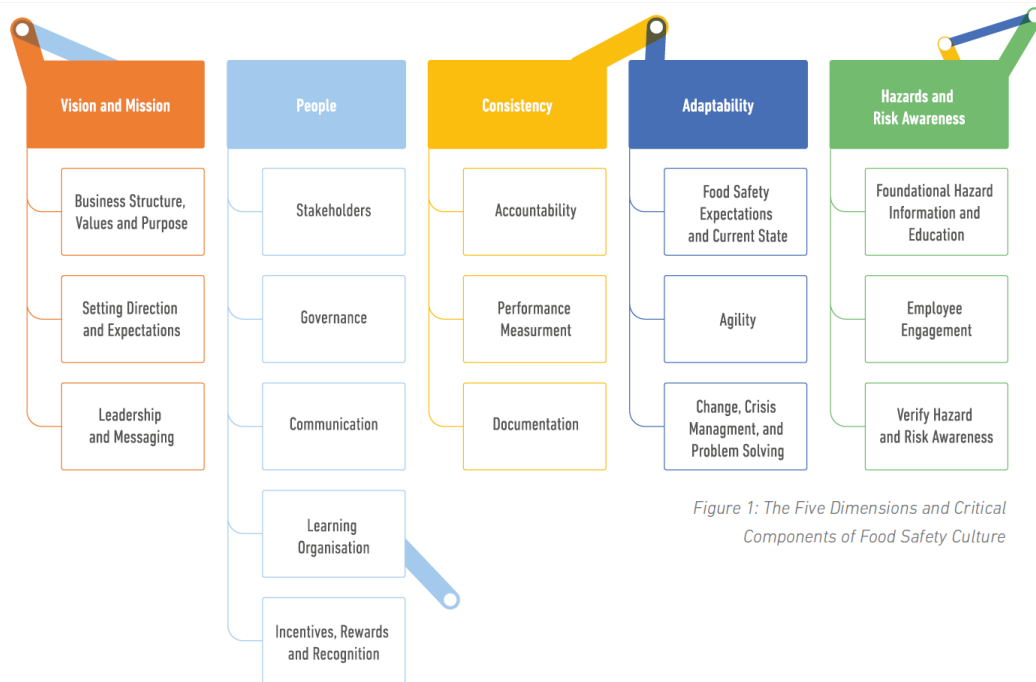 Vision and Mission
Business Structure,
Values and Purpose
Setting Direction
and Expectations
Leadership
and Messaging
People
Stakeholders
Governance
Communication
Learning
Organisation
Incentives, Rewards
and Recognition
Consistency
Accountability
Performance
Measurment
Documentation
Adaptability
Food Safety
Expectations
and Current State
Agility
Change, Crisis
Managment, and
Problem Solving
Hazards and
Risk Awareness
Foundational Hazard
Information and
Education
Employee
Engagement
Verify Hazard
and Risk Awareness
Figure 1: The Five Dimensions and Critical
Components of Food Safety Culture